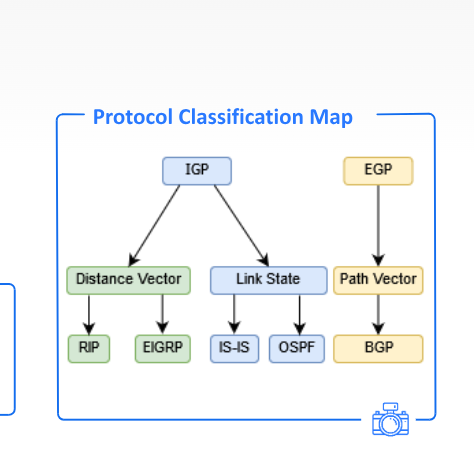 Protocol Classification Map
IGP
EGP
Distance Vector
Link State
Path Vector
RIP
EIGRP
IS-IS
OSPF
BGP